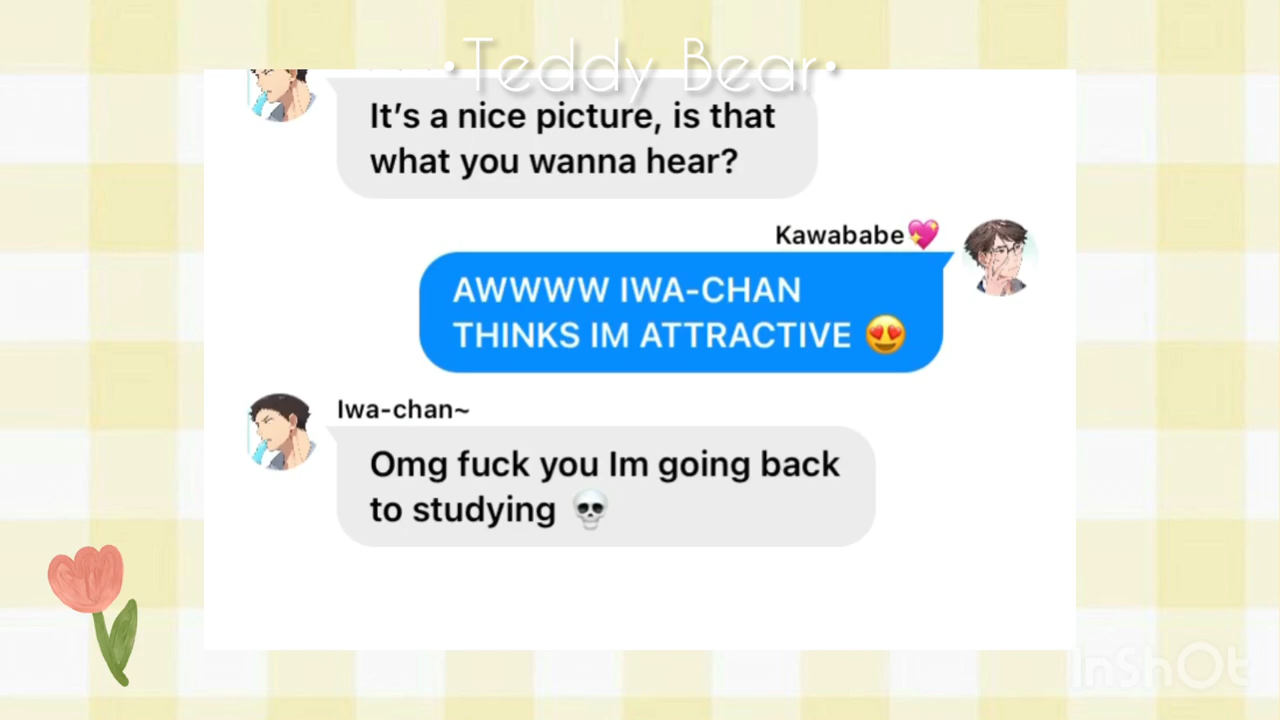 •Teddy Bear•
It's a nice picture, is that
what you wanna hear?
Kawababe💖
AWWWW IWA-CHAN
THINKS IM ATTRACTIVE 😍
Iwa-chan~
Omg fuck you Im going back
to studying 💀
InShOt